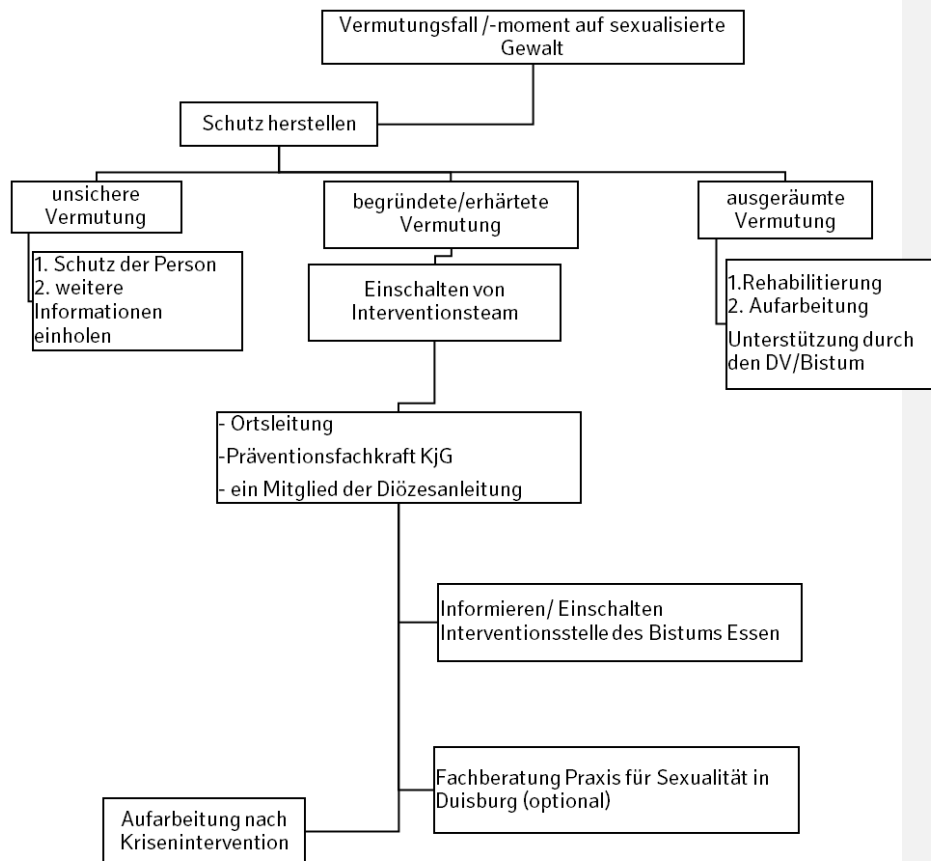 Vermutungsfall /-moment auf sexualisierte
Gewalt
Schutz herstellen
unsichere
Vermutung
begründete/erhärtete
Vermutung
ausgeräumte
Vermutung
1. Schutz der Person
2. weitere
Informationen
einholen
Einschalten von
Interventionsteam
1.Rehabilitierung
2. Aufarbeitung
Unterstützung durch
den DV/Bistum
- Ortsleitung
-Präventionsfachkraft KjG
- ein Mitglied der Diözesanleitung
Informieren/ Einschalten
Interventionsstelle des Bistums Essen
Fachberatung Praxis für Sexualität in
Duisburg (optional)
Aufarbeitung nach
Krisenintervention